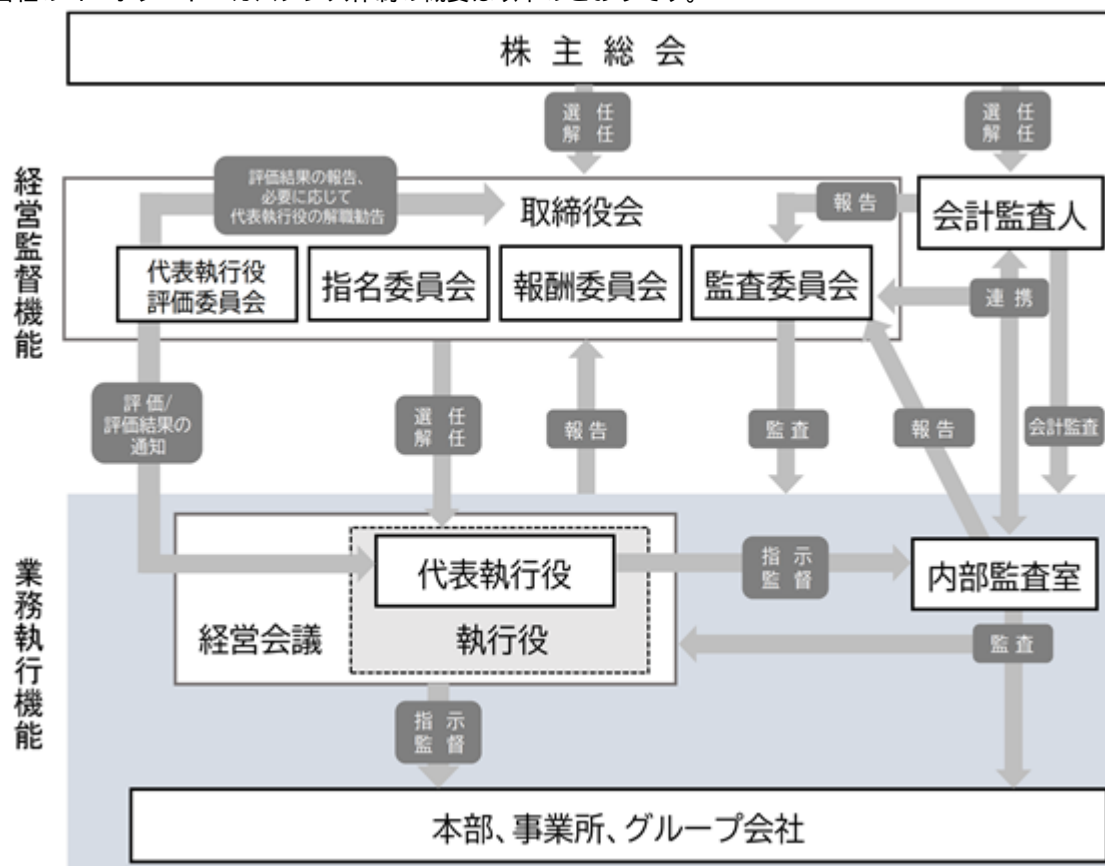 株主総会
選任
解任
選任
解任
経営監督機能
評価結果の報告、
必要に応じて
代表執行役の解職勧告
取締役会
報告
会計監査人
代表執行役
評価委員会
指名委員会
報酬委員会
監査委員会
連携
評価/
評価結果の
通知
選任
解任
報告
監査
報告
会計監査
業務執行機能
代表執行役
指示
監督
内部監査室
経営会議
執行役
監査
指示
監督
本部、事業所、グループ会社